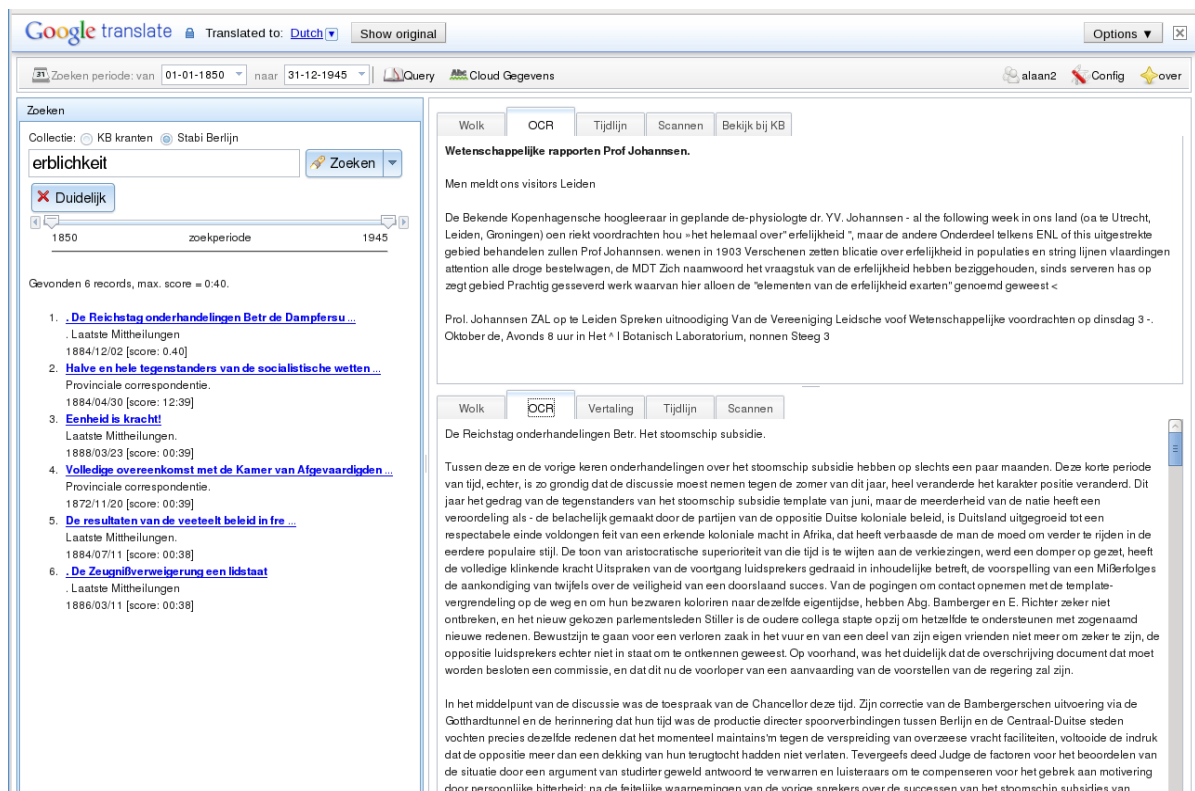 Google translate Translated to: Dutch Show original Options ▼
31 Zoeken periode: van 01-01-1850 naar 31-12-1945 Query Abc Cloud Gegevens alaan2 Config over
Zoeken
Collectie: KB kranten Stabi Berlijn
erblichkeit Zoeken
Duidelijk
1850 zoekperiode 1945
Gevonden 6 records, max. score = 0:40.
1. . De Reichstag onderhandelingen Betr de Dampfersu ...
. Laatste Mittheilungen
1884/12/02 [score: 0.40]
2. Halve en hele tegenstanders van de socialistische wetten ...
Provinciale correspondentie.
1884/04/30 [score: 12:39]
3. Eenheid is kracht!
Laatste Mittheilungen.
1888/03/23 [score: 00:39]
4. Volledige overeenkomst met de Kamer van Afgevaardigden ...
Provinciale correspondentie.
1872/11/20 [score: 00:39]
5. De resultaten van de veeteelt beleid in fre ...
Laatste Mittheilungen.
1884/07/11 [score: 00:38]
6. . De Zeugnißverweigerung een lidstaat
. Laatste Mittheilungen
1886/03/11 [score: 00:38]
Wolk OCR Tijdlijn Scannen Bekijk bij KB
Wetenschappelijke rapporten Prof Johannsen.
Men meldt ons visitors Leiden
De Bekende Kopenhagensche hoogleeraar in geplande de-physiologte dr. YV. Johannsen - al the following week in ons land (oa te Utrecht,
Leiden, Groningen) oen riekt voordrachten hou »het helemaal over" erfelijkheid ", maar de andere Onderdeel telkens ENL of this uitgestrekte
gebied behandelen zullen Prof Johannsen. wenen in 1903 Verschenen zetten blicatie over erfelijkheid in populaties en string lijnen vlaardingen
attention alle droge bestelwagen, de MDT Zich naamwoord het vraagstuk van de erfelijkheid hebben beziggehouden, sinds serveren has op
zegt gebied Prachtig gesseverd werk waarvan hier alloen de "elementen van de erfelijkheid exarten" genoemd geweest <
Prol. Johannsen ZAL op te Leiden Spreken uitnoodiging Van de Vereeniging Leidsche voof Wetenschappelijke voordrachten op dinsdag 3 -.
Oktober de, Avonds 8 uur in Het ^ l Botanisch Laboratorium, nonnen Steeg 3
Wolk OCR Vertaling Tijdlijn Scannen
De Reichstag onderhandelingen Betr. Het stoomschip subsidie.
Tussen deze en de vorige keren onderhandelingen over het stoomschip subsidie hebben op slechts een paar maanden. Deze korte periode
van tijd, echter, is zo grondig dat de discussie moest nemen tegen de zomer van dit jaar, heel veranderde het karakter positie veranderd. Dit
jaar het gedrag van de tegenstanders van het stoomschip subsidie template van juni, maar de meerderheid van de natie heeft een
veroordeling als - de belachelijk gemaakt door de partijen van de oppositie Duitse koloniale beleid, is Duitsland uitgegroeid tot een
respectabele einde voldongen feit van een erkende koloniale macht in Afrika, dat heeft verbaasde de man de moed om verder te rijden in de
eerdere populaire stijl. De toon van aristocratische superioriteit van die tijd is te wijten aan de verkiezingen, werd een domper op gezet, heeft
de volledige klinkende kracht Uitspraken van de voortgang luidsprekers gedraaid in inhoudelijke betreft, de voorspelling van een Mißerfolges
de aankondiging van twijfels over de veiligheid van een doorslaand succes. Van de pogingen om contact opnemen met de template-
vergrendeling op de weg en om hun bezwaren koloriren naar dezelfde eigentijdse, hebben Abg. Bamberger en E. Richter zeker niet
ontbreken, en het nieuw gekozen parlementsleden Stiller is de oudere collega stapte opzij om hetzelfde te ondersteunen met zogenaamd
nieuwe redenen. Bewustzijn te gaan voor een verloren zaak in het vuur en van een deel van zijn eigen vrienden niet meer om zeker te zijn, de
oppositie luidsprekers echter niet in staat om te ontkennen geweest. Op voorhand, was het duidelijk dat de overschrijving document dat moet
worden besloten een commissie, en dat dit nu de voorloper van een aanvaarding van de voorstellen van de regering zal zijn.
In het middelpunt van de discussie was de toespraak van de Chancellor deze tijd. Zijn correctie van de Bambergerschen uitvoering via de
Gotthardtunnel en de herinnering dat hun tijd was de productie directer spoorverbindingen tussen Berlijn en de Centraal-Duitse steden
vochten precies dezelfde redenen dat het momenteel maintains'm tegen de verspreiding van overzeese vracht faciliteiten, voltooide de indruk
dat de oppositie meer dan een dekking van hun terugtocht hadden niet verlaten. Tevergeefs deed Judge de factoren voor het beoordelen van
de situatie door een argument van studirter geweld antwoord te verwarren en luisteraars om te compenseren voor het gebrek aan motivering
door persoonlijke bitterheid; na de feitelijke waarnemingen van de vorige sprekers over de successen van het stoomschip subsidies van